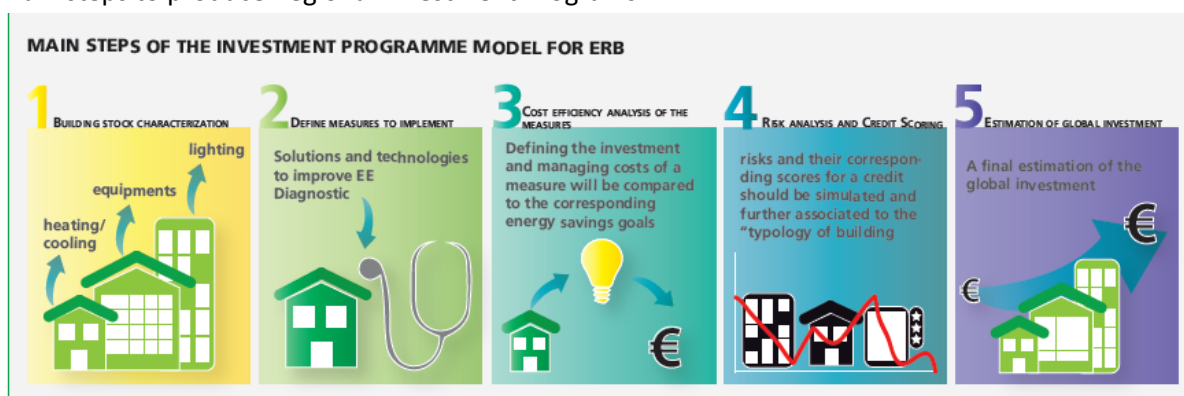 MAIN STEPS OF THE INVESTMENT PROGRAMME MODEL FOR ERB
1 BUILDING STOCK CHARACTERIZATION
lighting
equipments
heating/
cooling
2 DEFINE MEASURES TO IMPLEMENT
Solutions and technologies
to improve EE
Diagnostic
3 COST EFFICIENCY ANALYSIS OF THE
MEASURES
Defining the investment
and managing costs of a
measure will be compared
to the corresponding
energy savings goals
€
4 RISK ANALYSIS AND CREDIT SCORING
risks and their correspon-
ding scores for a credit
should be simulated and
further associated to the
"typology of building
5 ESTIMATION OF GLOBAL INVESTMENT
A final estimation of the
global investment
€
€